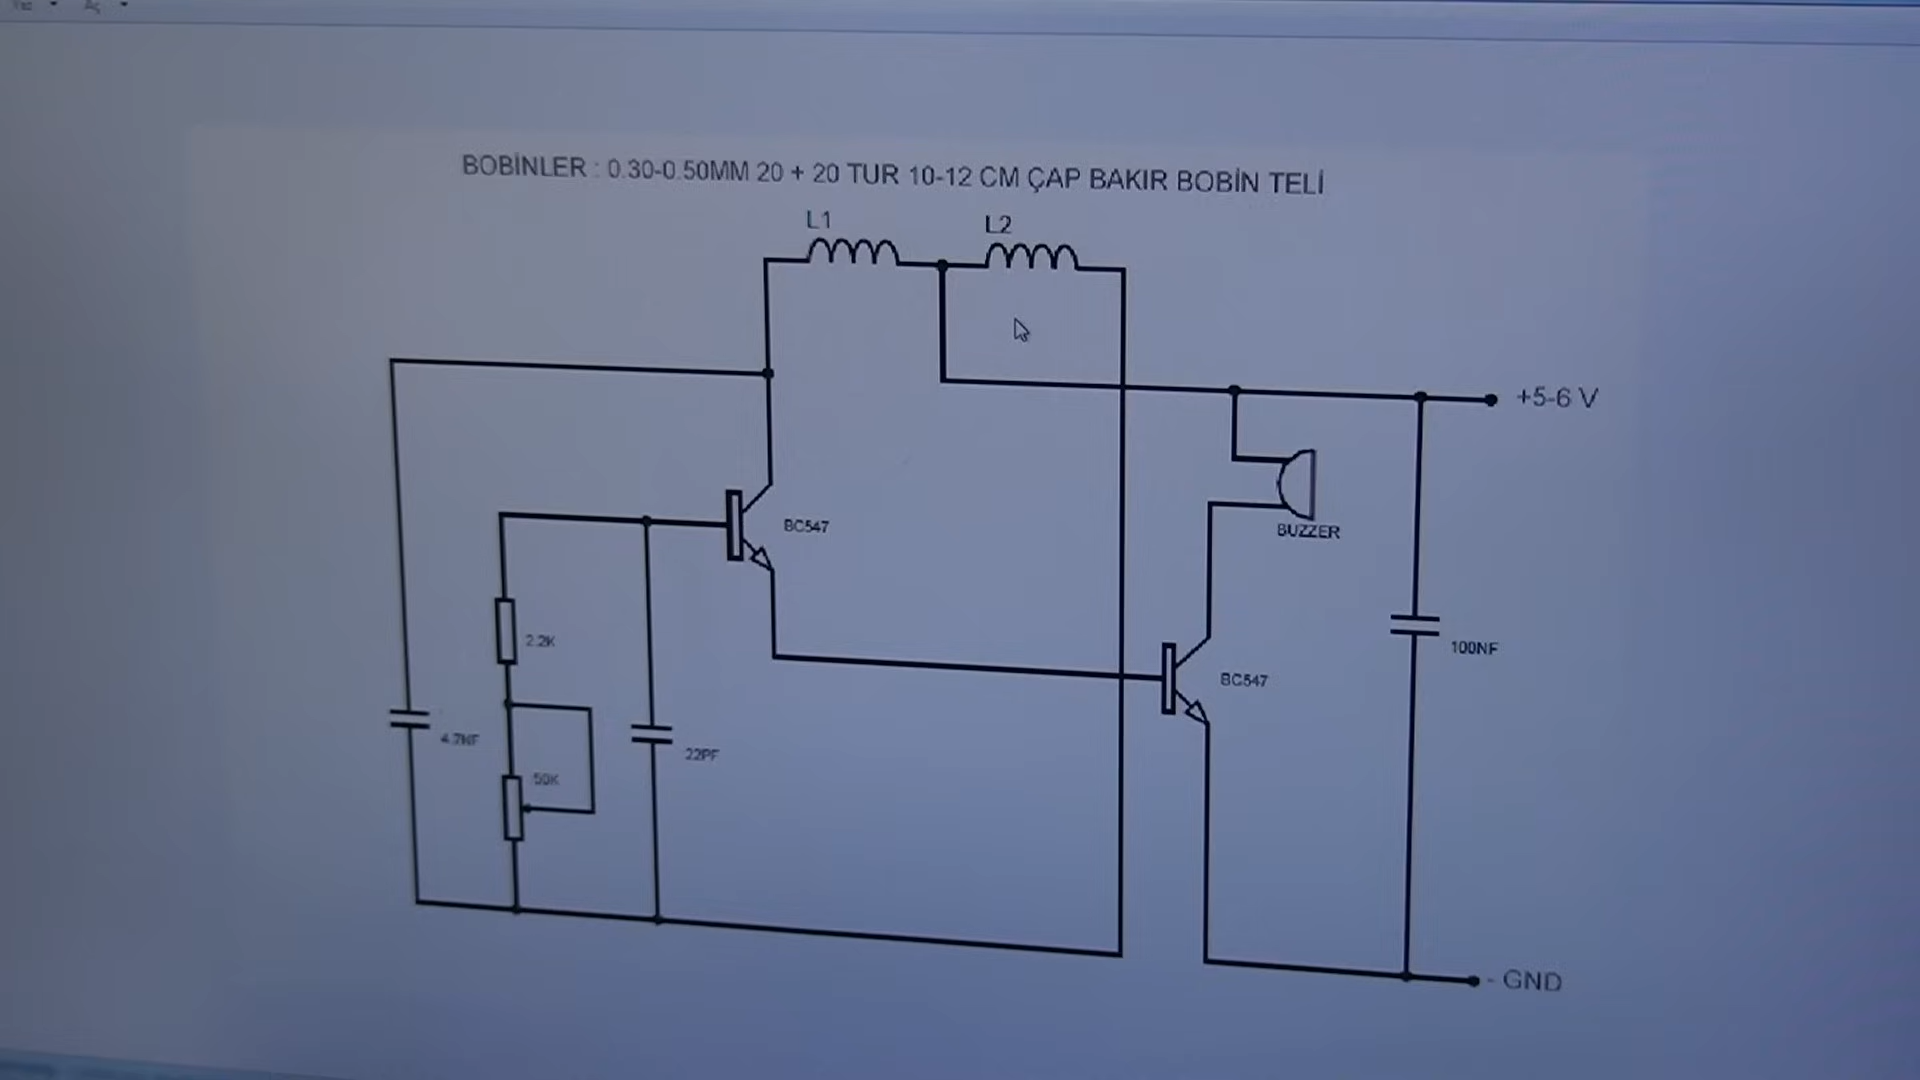 BOBİNLER : 0.30-0.50MM 20 + 20 TUR 10-12 CM ÇAP BAKIR BOBİN TELİ
L1
L2
+5-6 V
BC547
BUZZER
2.2K
100NF
BC547
4.7NF
22PF
50K
- GND